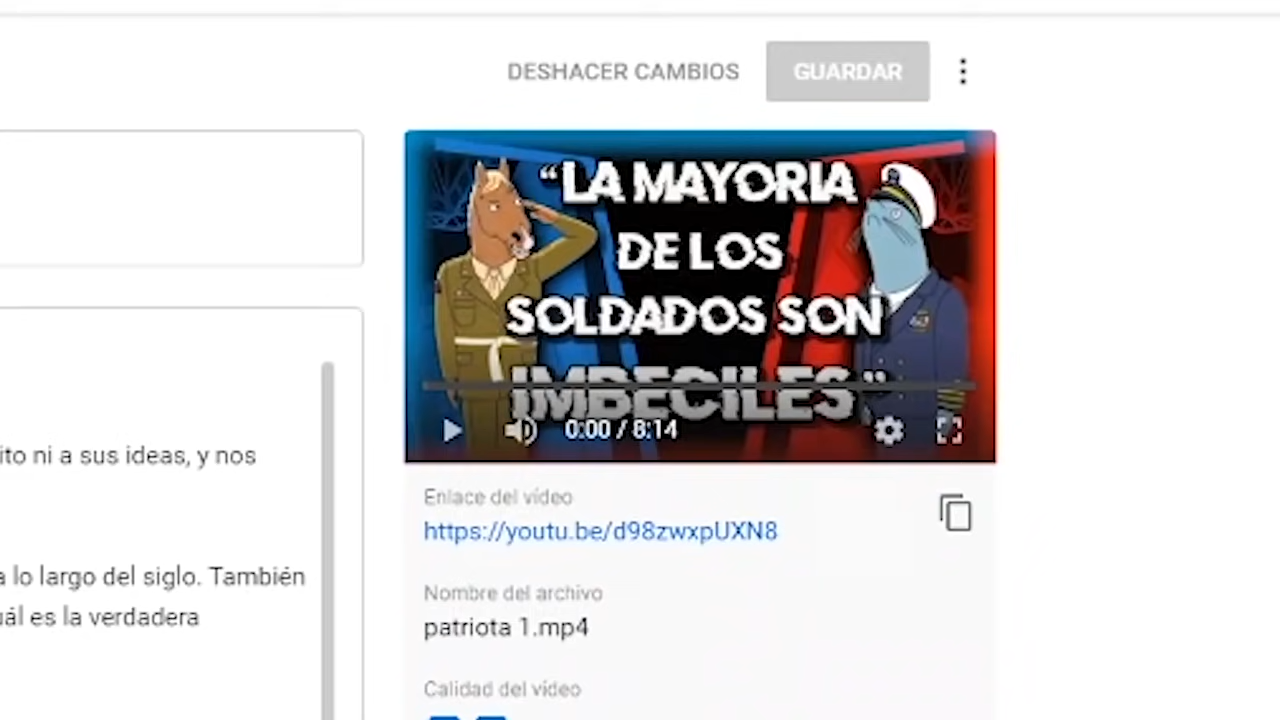 DESHACER CAMBIOS
GUARDAR
“LA MAYORIA
DE LOS
SOLDADOS SON
IMBECILES”
0:00 / 8:14
ito ni a sus ideas, y nos
a lo largo del siglo. También
uál es la verdadera
Enlace del vídeo
https://youtu.be/d98zwxpUXN8
Nombre del archivo
patriota 1.mp4
Calidad del vídeo